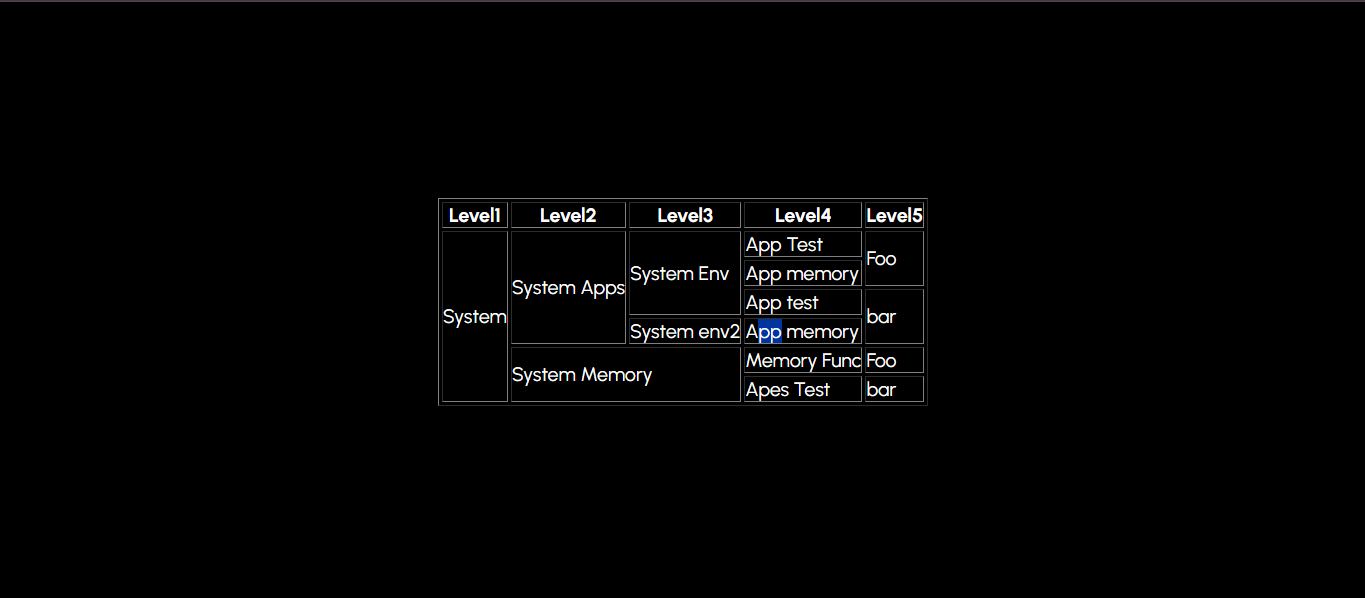 Level1 Level2 Level3 Level4 Level5
System System Apps System Env App Test Foo
App memory
App test bar
System env2 App memory
System Memory Memory Func Foo
Apes Test bar